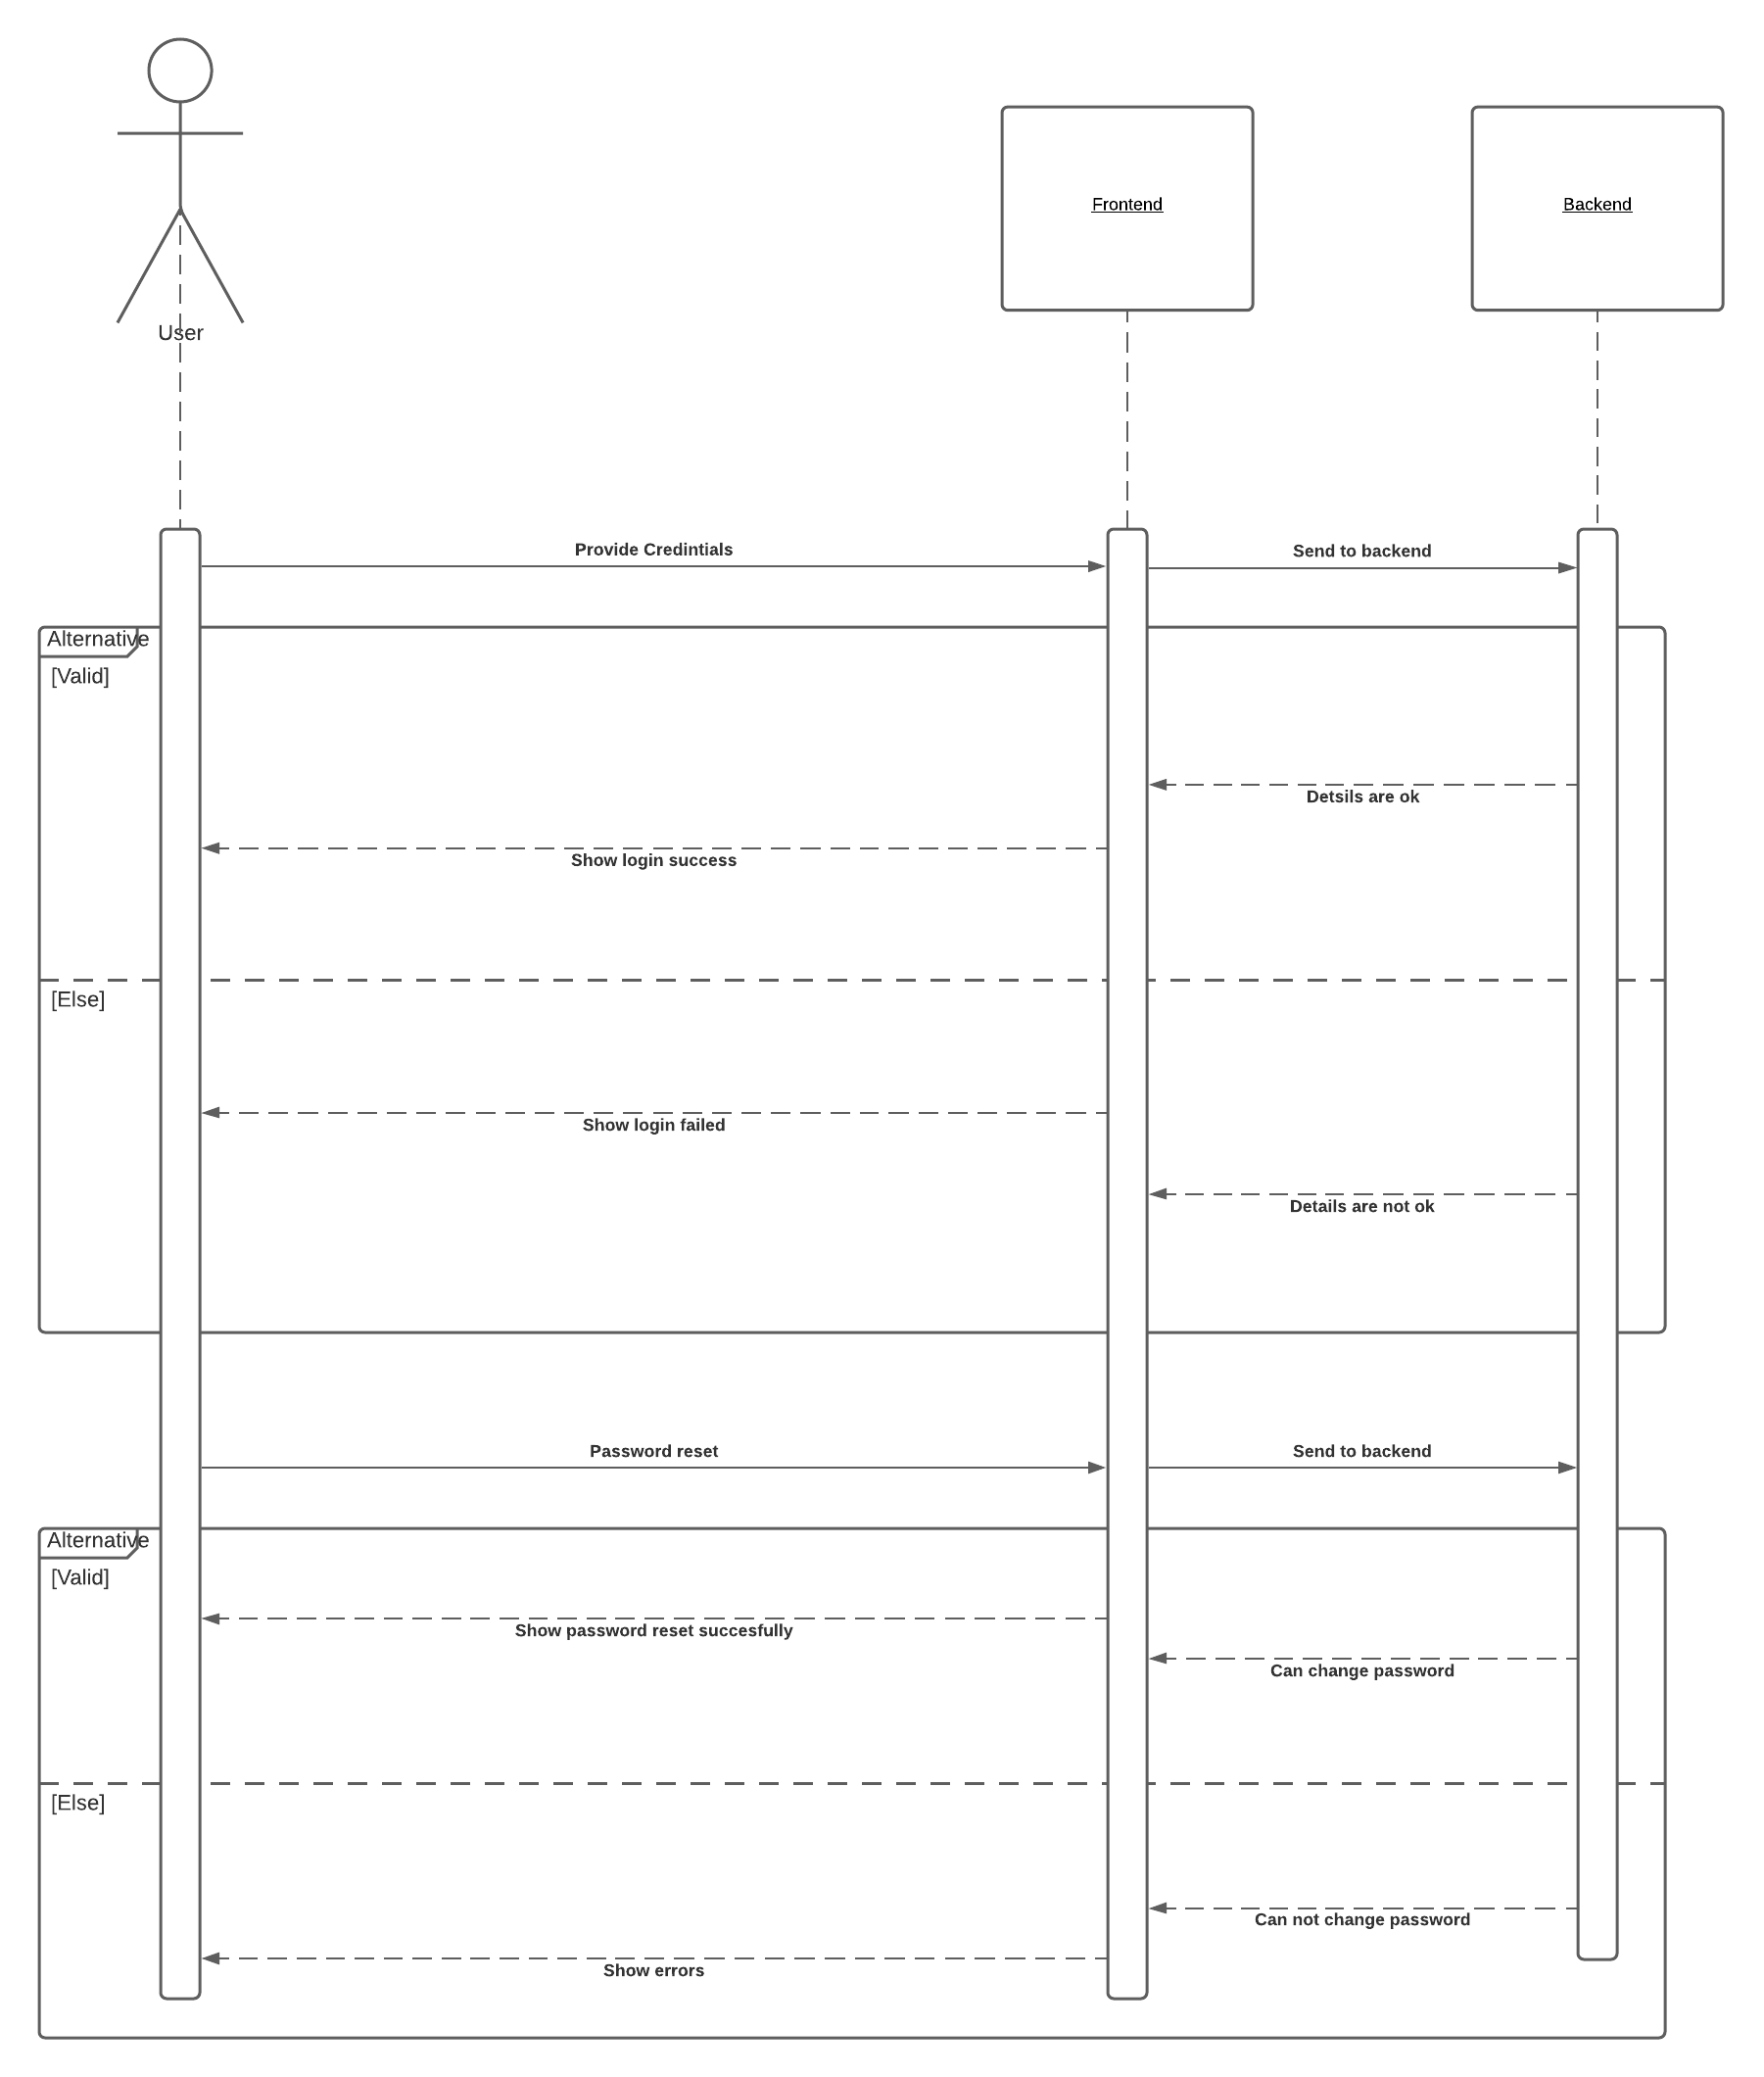 User
Frontend
Backend
Provide Credintials
Send to backend
Alternative
[Valid]
Detsils are ok
Show login success
[Else]
Show login failed
Details are not ok
Password reset
Send to backend
Alternative
[Valid]
Show password reset succesfully
Can change password
[Else]
Can not change password
Show errors